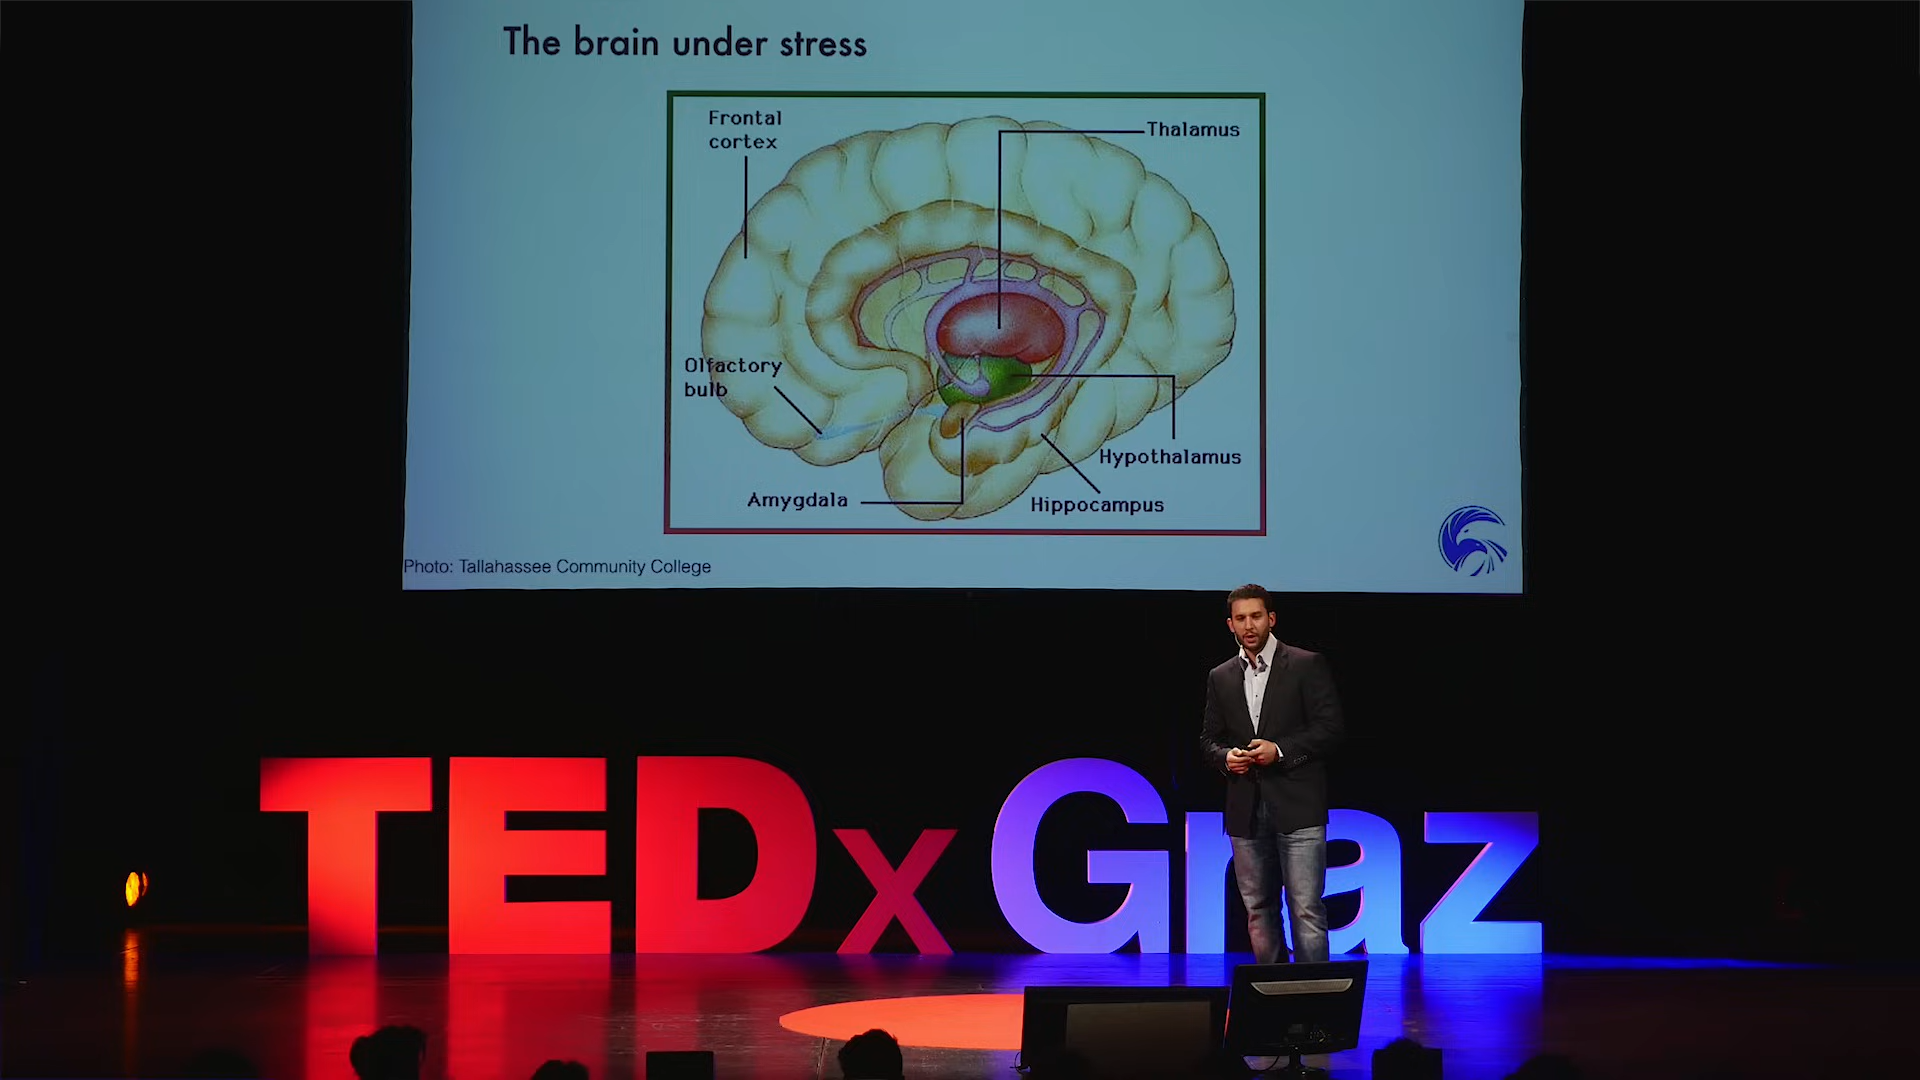 The brain under stress
Frontal
cortex
Thalamus
Olfactory
bulb
Hypothalamus
Amygdala
Hippocampus
Photo: Tallahassee Community College
TEDxGraz